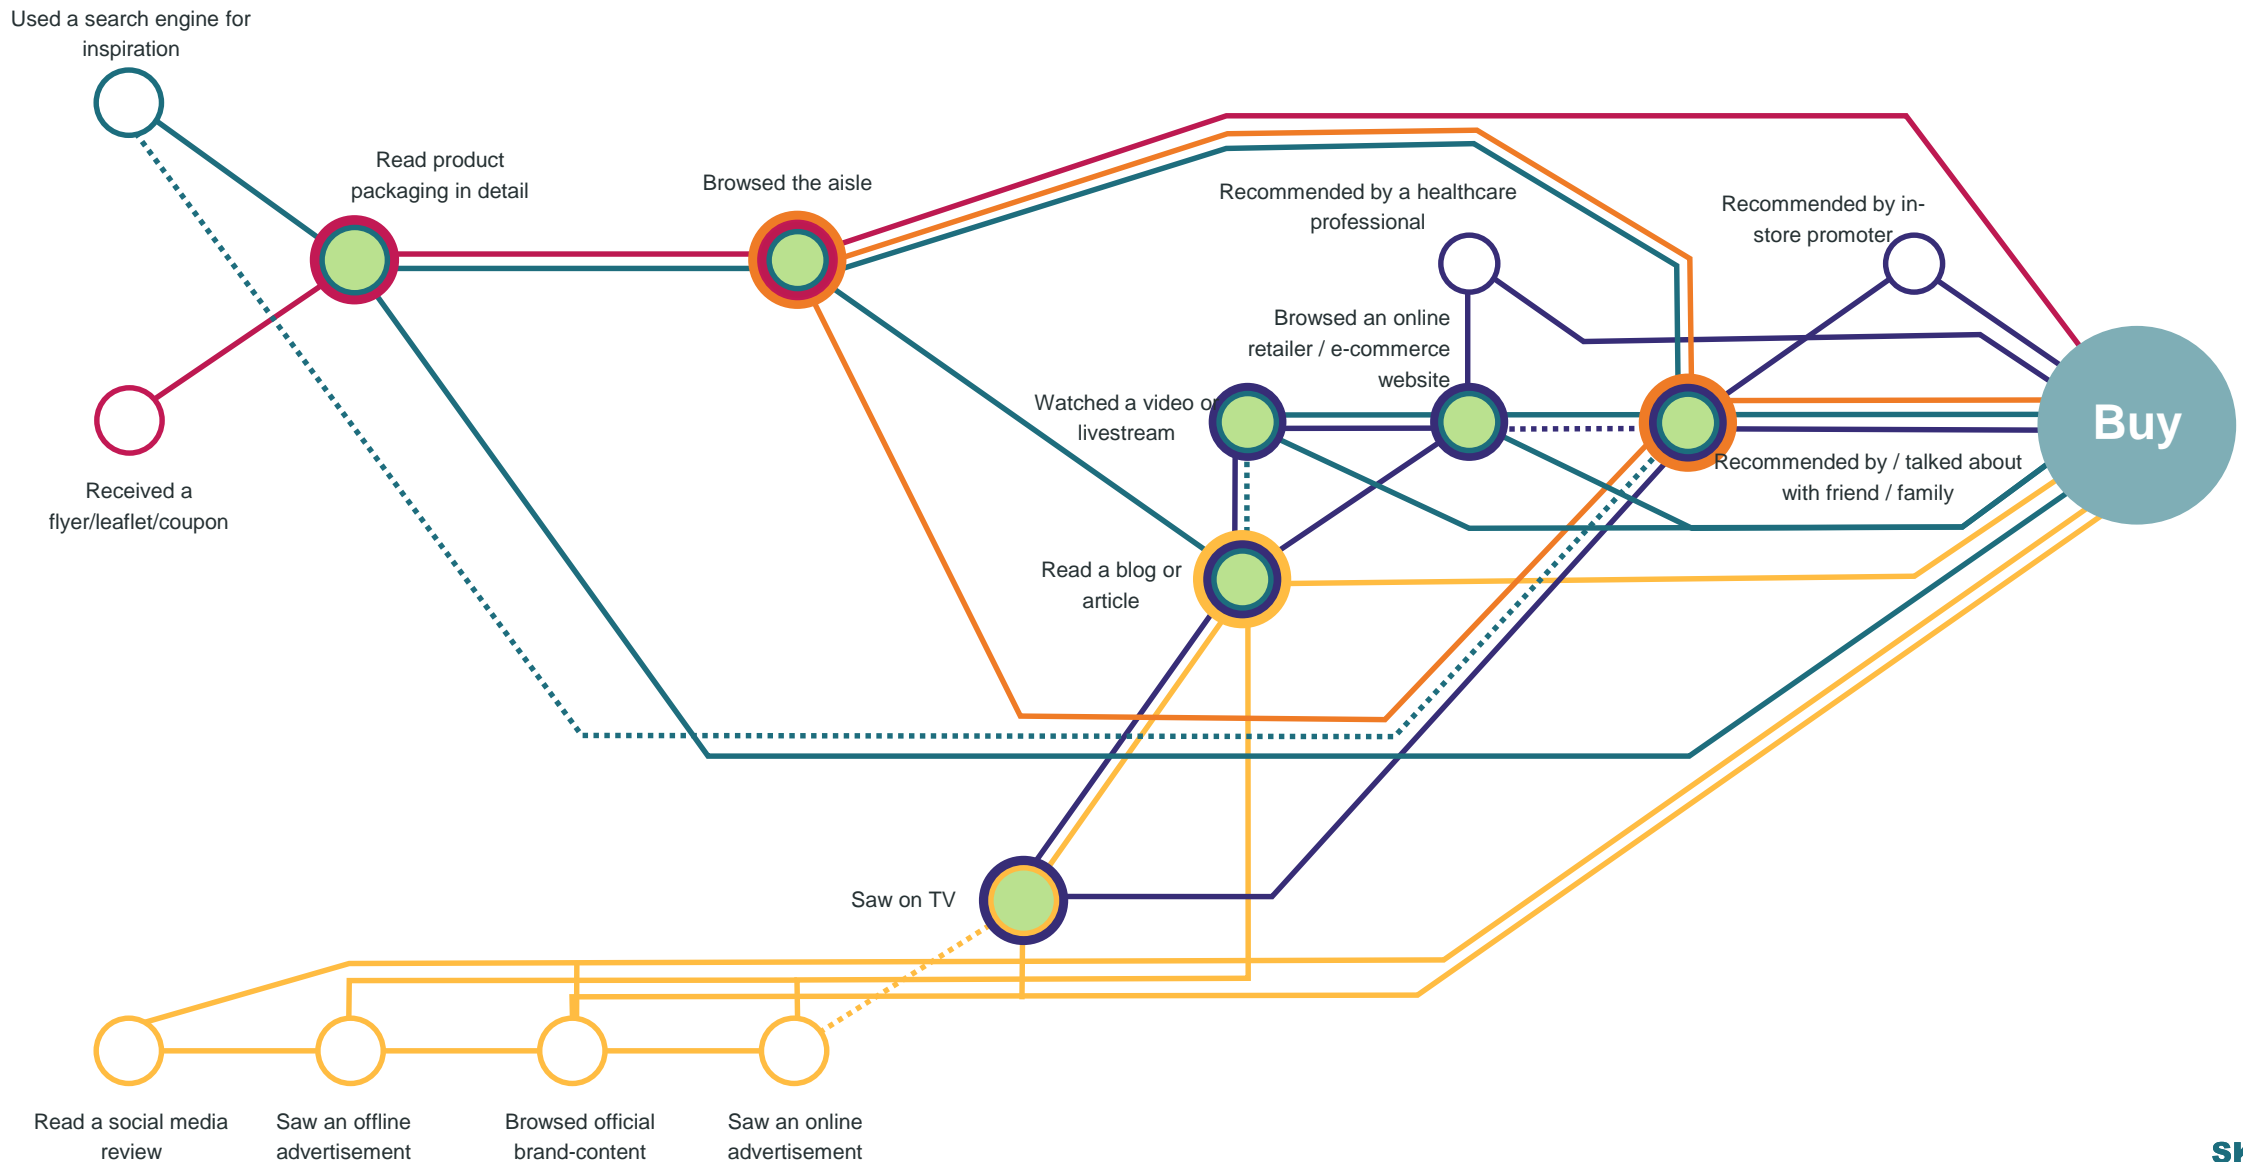 Used a search engine for
inspiration
Read product
packaging in detail
Browsed the aisle
Recommended by a healthcare
professional
Recommended by in-
store promoter
Browsed an online
retailer / e-commerce
website
Watched a video or
livestream
Buy
Recommended by / talked about
with friend / family
Received a
flyer/leaflet/coupon
Read a blog or
article
Saw on TV
Read a social media
review
Saw an offline
advertisement
Browsed official
brand-content
Saw an online
advertisement